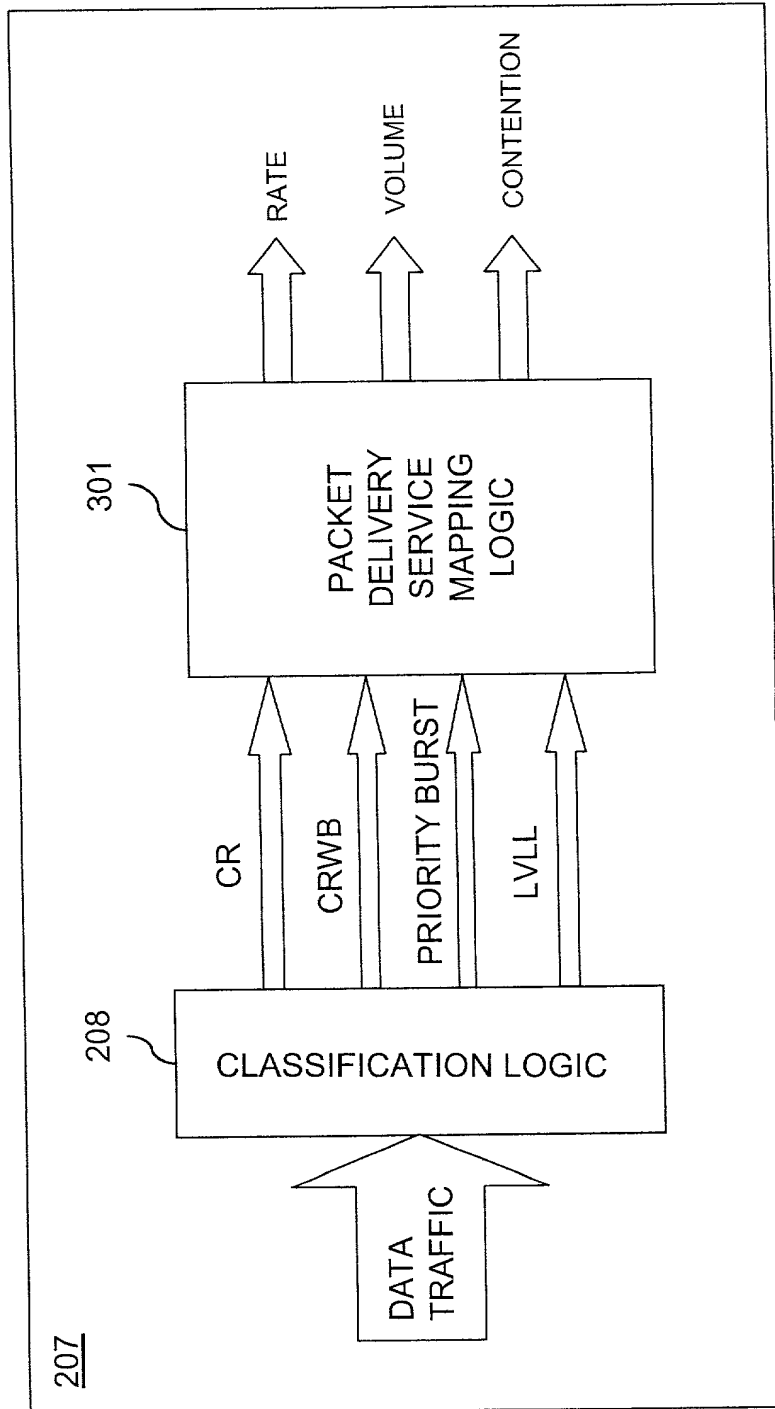 207
DATA
TRAFFIC
208
CLASSIFICATION LOGIC
CR
CRWB
PRIORITY BURST
LVLL
301
PACKET
DELIVERY
SERVICE
MAPPING
LOGIC
RATE
VOLUME
CONTENTION